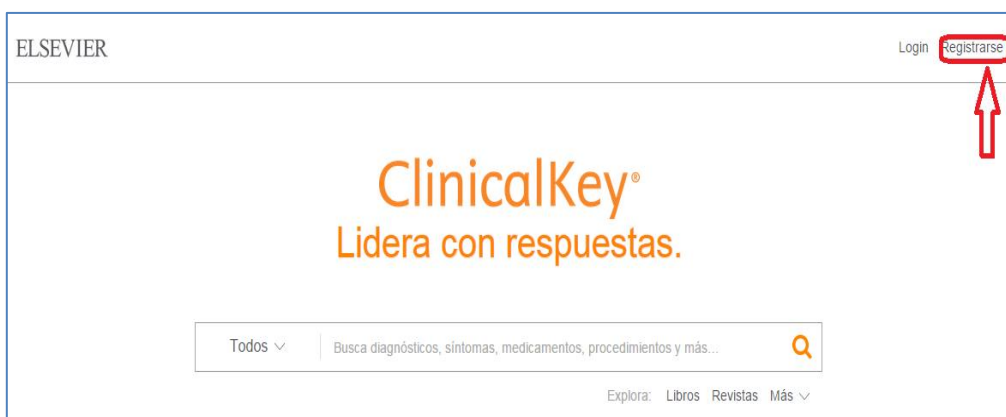 ELSEVIER Login Registrarse
ClinicalKey®
Lidera con respuestas.
Todos Busca diagnósticos, síntomas, medicamentos, procedimientos y más...
Explora: Libros Revistas Más